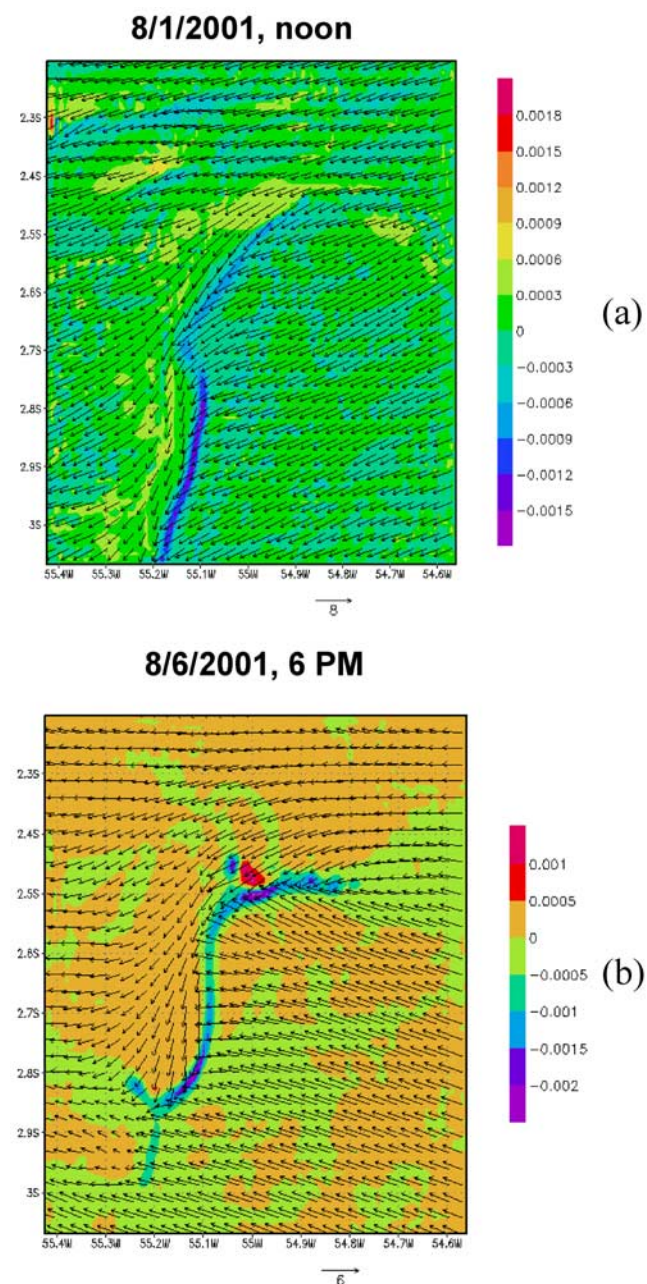 8/1/2001, noon
2.3S
2.4S
2.5S
2.6S
2.7S
2.8S
2.9S
3S
55.4W 55.3W 55.2W 55.1W 55W 54.9W 54.8W 54.7W 54.6W
8
0.0018
0.0015
0.0012
0.0009
0.0006
0.0003
0
−0.0003
−0.0006
−0.0009
−0.0012
−0.0015
(a)
8/6/2001, 6 PM
2.3S
2.4S
2.5S
2.6S
2.7S
2.8S
2.9S
3S
55.4W 55.3W 55.2W 55.1W 55W 54.9W 54.8W 54.7W 54.6W
6
0.001
0.0005
0
−0.0005
−0.001
−0.0015
−0.002
(b)